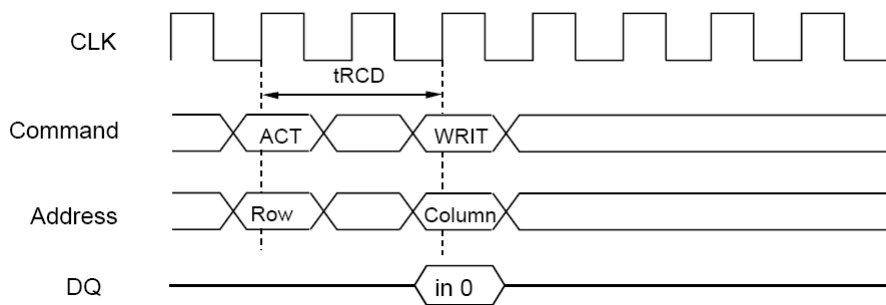 CLK
tRCD
Command
ACT
WRIT
Address
Row
Column
DQ
in 0